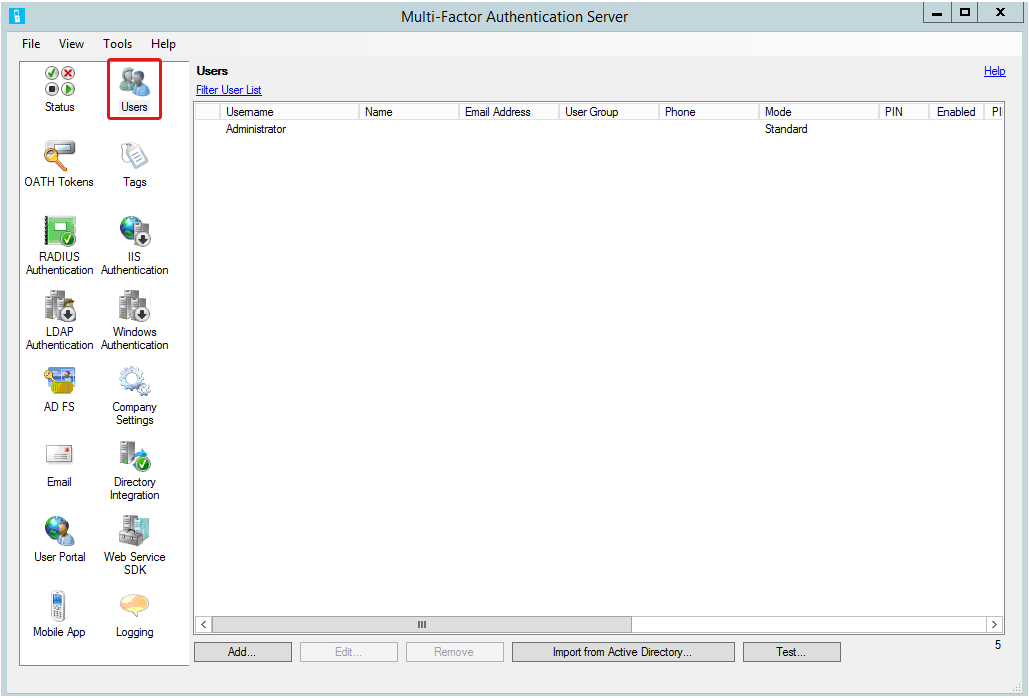 Multi-Factor Authentication Server
File View Tools Help
Status
Users
OATH Tokens
Tags
RADIUS
Authentication
IIS
Authentication
LDAP
Authentication
Windows
Authentication
AD FS
Company
Settings
Email
Directory
Integration
User Portal
Web Service
SDK
Mobile App
Logging
Users
Help
Filter User List
Username Name Email Address User Group Phone Mode PIN Enabled PI
Administrator Standard
Add... Edit... Remove Import from Active Directory... Test...
5